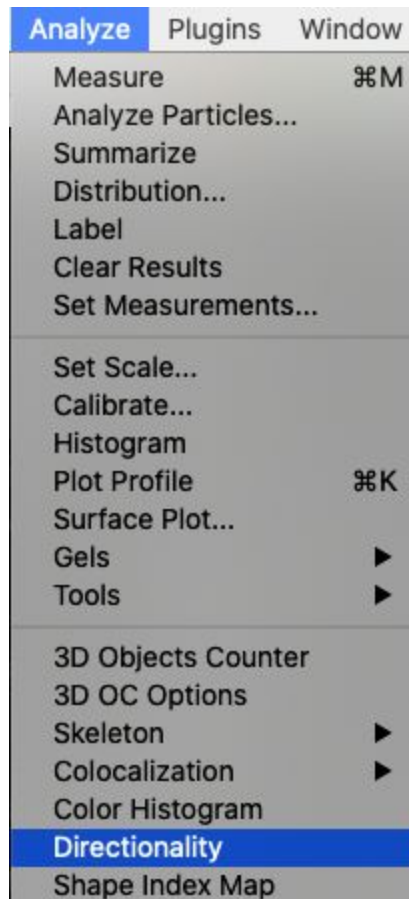 Analyze Plugins Window
Measure ⌘M
Analyze Particles...
Summarize
Distribution...
Label
Clear Results
Set Measurements...
Set Scale...
Calibrate...
Histogram
Plot Profile ⌘K
Surface Plot...
Gels ▶
Tools ▶
3D Objects Counter
3D OC Options
Skeleton ▶
Colocalization ▶
Color Histogram
Directionality
Shape Index Map